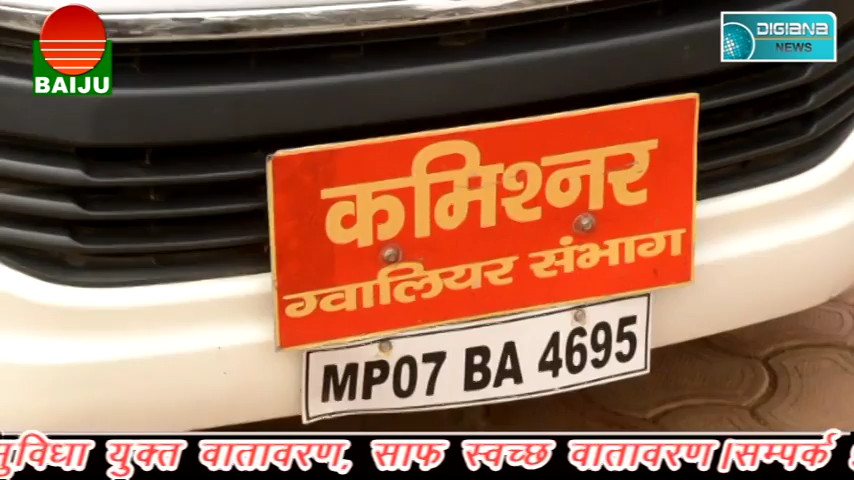 BAIJU
DIGIANA
NEWS
कमिश्नर
ग्वालियर संभाग
MP07 BA 4695
युक्त वातावरण, साफ स्वच्छ वातावरण|सम्पर्क